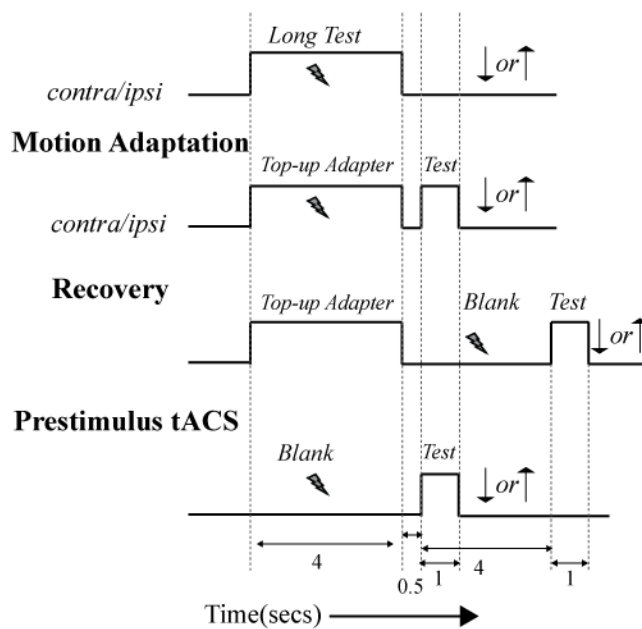 Long Test
↓ or ↑
contra/ipsi
Motion Adaptation
Top-up Adapter Test
↓ or ↑
contra/ipsi
Recovery
Top-up Adapter Blank Test
↓ or ↑
Prestimulus tACS
Blank Test
↓ or ↑
4 0.5 1 4 1
Time(secs)